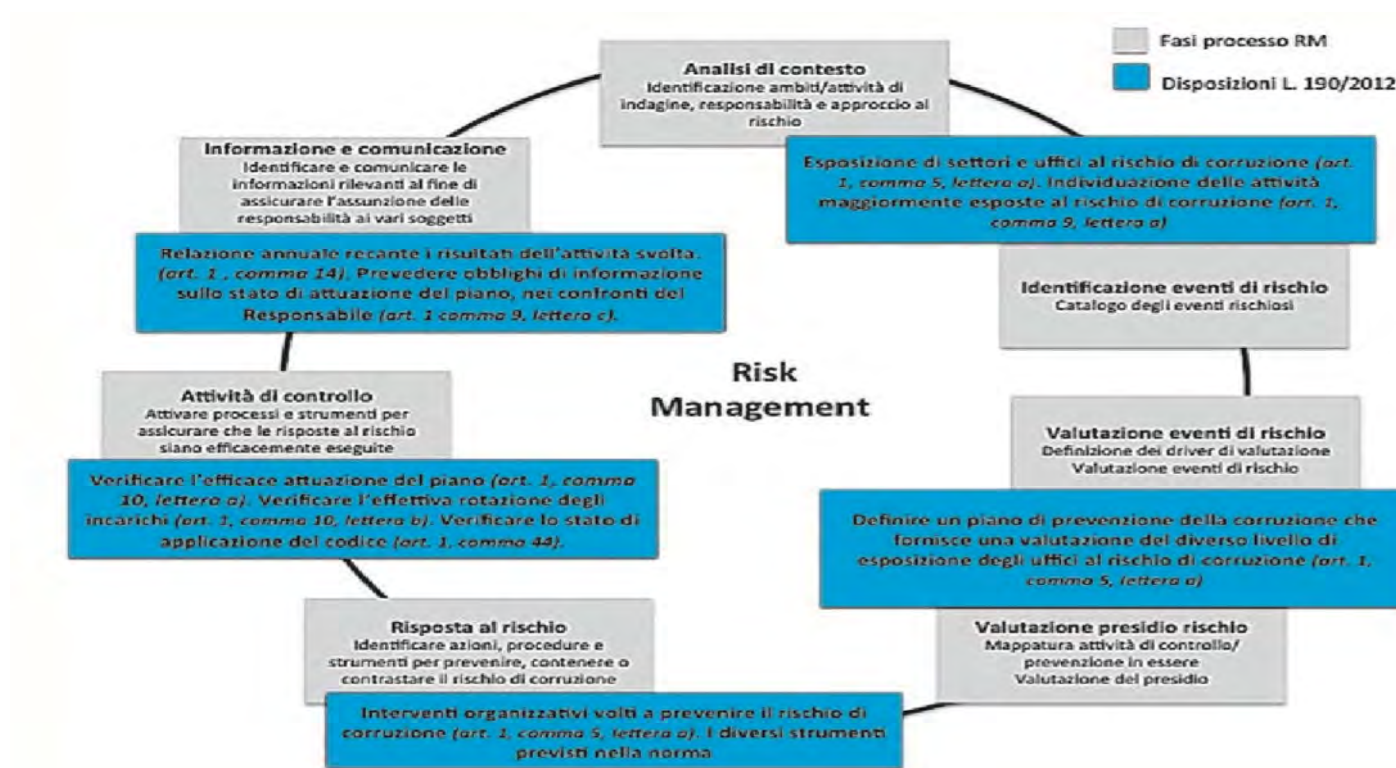 Fasi processo RM
Disposizioni L. 190/2012
Analisi di contesto
Identificazione ambiti/attività di
indagine, responsabilità e approccio al
rischio
Esposizione di settori e uffici al rischio di corruzione (art.
1, comma 5, lettera a). Individuazione delle attività
maggiormente esposte al rischio di corruzione (art. 1,
comma 9, lettera a)
Identificazione eventi di rischio
Catalogo degli eventi rischiosi
Valutazione eventi di rischio
Definizione dei driver di valutazione
Valutazione eventi di rischio
Definire un piano di prevenzione della corruzione che
fornisce una valutazione del diverso livello di
esposizione degli uffici al rischio di corruzione (art. 1,
comma 5, lettera a)
Valutazione presidio rischio
Mappatura attività di controllo/
prevenzione in essere
Valutazione del presidio
Interventi organizzativi volti a prevenire il rischio di
corruzione (art. 1, comma 5, lettera a). I diversi strumenti
previsti nella norma
Risposta al rischio
Identificare azioni, procedure e
strumenti per prevenire, contenere o
contrastare il rischio di corruzione
Attività di controllo
Attivare processi e strumenti per
assicurare che le risposte al rischio
siano efficacemente eseguite
Verificare l'efficace attuazione del piano (art. 1, comma
10, lettera a). Verificare l'effettiva rotazione degli
incarichi (art. 1, comma 10, lettera b). Verificare lo stato di
applicazione del codice (art. 1, comma 44).
Informazione e comunicazione
Identificare e comunicare le
informazioni rilevanti al fine di
assicurare l'assunzione delle
responsabilità ai vari soggetti
Relazione annuale recante i risultati dell'attività svolta.
(art. 1 , comma 14). Prevedere obblighi di informazione
sullo stato di attuazione del piano, nei confronti del
Responsabile (art. 1 comma 9, lettera c).
Risk
Management